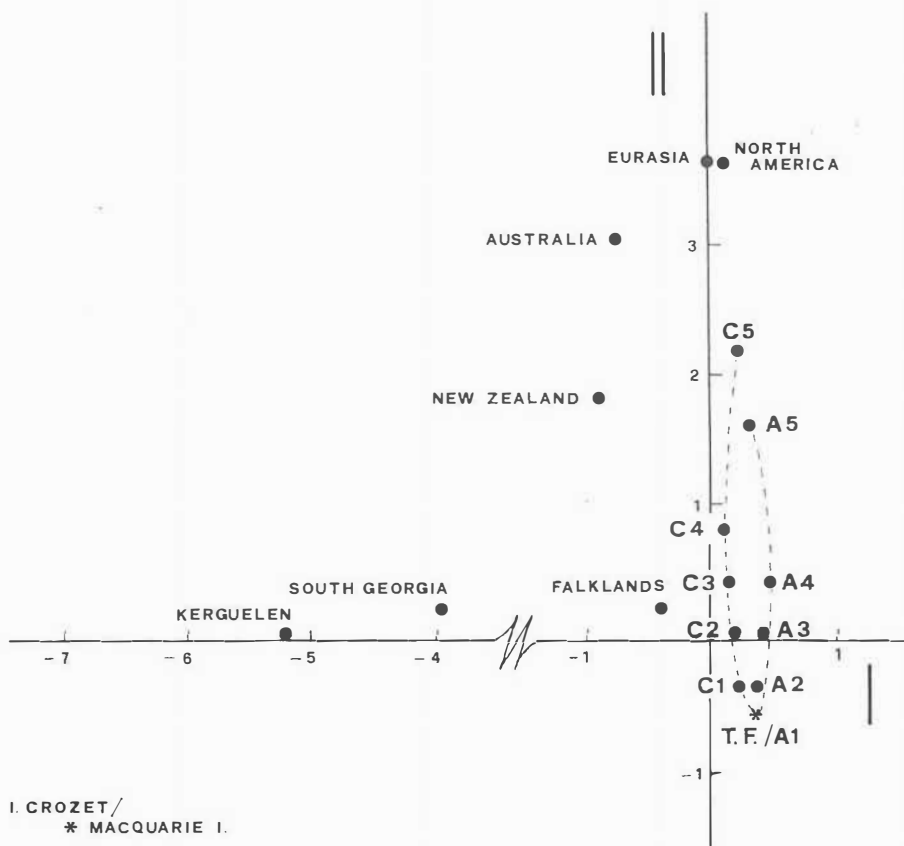 II
EURASIA
NORTH
AMERICA
AUSTRALIA
3
C5
2
NEW ZEALAND
A5
1
C4
SOUTH GEORGIA
FALKLANDS
C3
A4
KERGUELEN
C2
A3
-7
-6
-5
-4
-1
1
C1
A2
I
T.F./A1
-1
I. CROZET/
* MACQUARIE I.